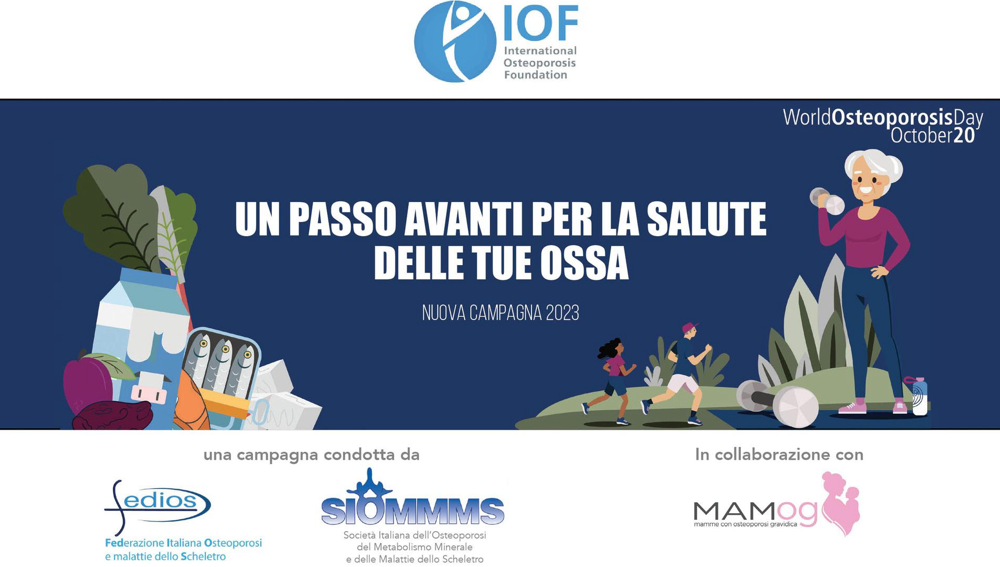 IOF
International
Osteoporosis
Foundation
WorldOsteoporosisDay
October20
UN PASSO AVANTI PER LA SALUTE
DELLE TUE OSSA
NUOVA CAMPAGNA 2023
una campagna condotta da
In collaborazione con
fedios
Federazione Italiana Osteoporosi
e malattie dello Scheletro
SIOMMMS
Società Italiana dell'Osteoporosi
del Metabolismo Minerale
e delle Malattie dello Scheletro
MAMog
mamme con osteoporosi gravidica